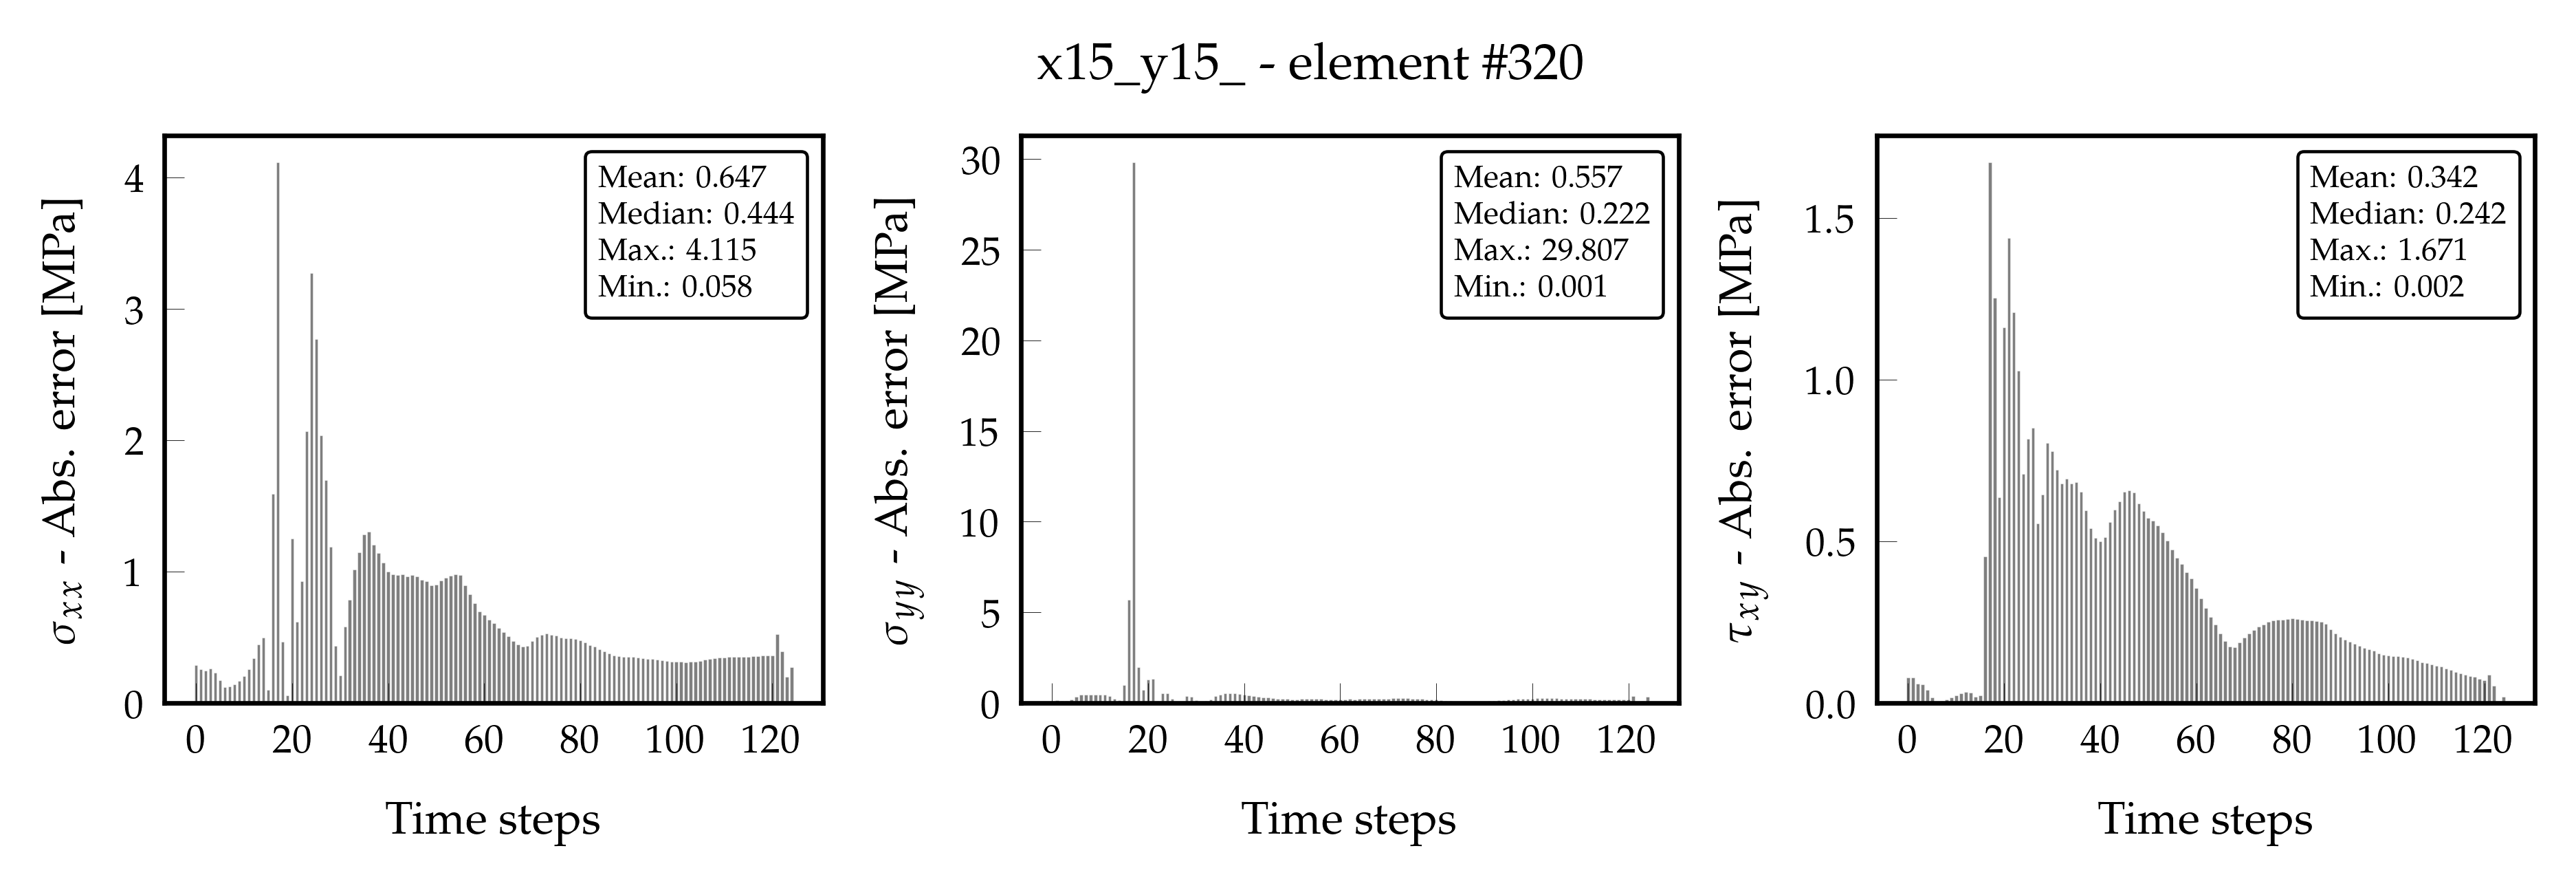 x15_y15_ - element #320
σxx - Abs. error [MPa]
4
3
2
1
0
0 20 40 60 80 100 120
Time steps
Mean: 0.647
Median: 0.444
Max.: 4.115
Min.: 0.058
σyy - Abs. error [MPa]
30
25
20
15
10
5
0
0 20 40 60 80 100 120
Time steps
Mean: 0.557
Median: 0.222
Max.: 29.807
Min.: 0.001
τxy - Abs. error [MPa]
1.5
1.0
0.5
0.0
0 20 40 60 80 100 120
Time steps
Mean: 0.342
Median: 0.242
Max.: 1.671
Min.: 0.002